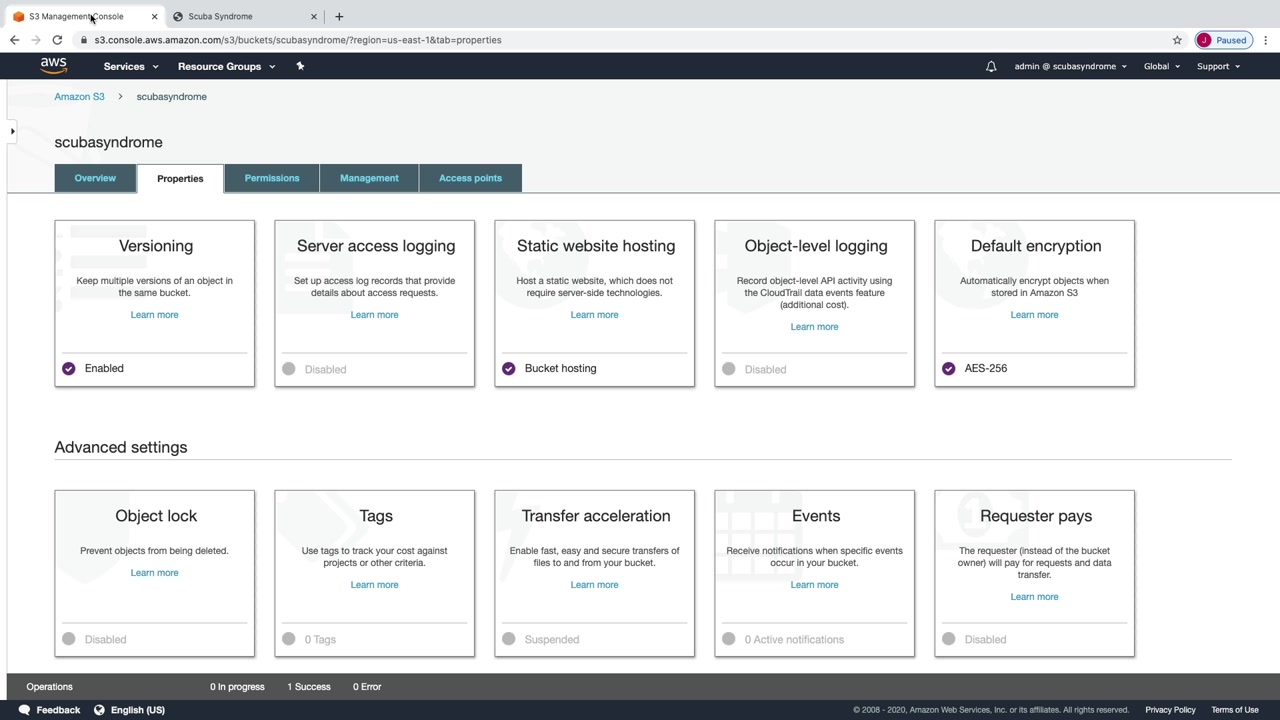 S3 Management Console
Scuba Syndrome
s3.console.aws.amazon.com/s3/buckets/scubasyndrome/?region=us-east-1&tab=properties
J
Paused
aws
Services
Resource Groups
admin @ scubasyndrome
Global
Support
Amazon S3
scubasyndrome
scubasyndrome
Overview
Properties
Permissions
Management
Access points
Versioning
Keep multiple versions of an object in
the same bucket.
Learn more
Enabled
Server access logging
Set up access log records that provide
details about access requests.
Learn more
Disabled
Static website hosting
Host a static website, which does not
require server-side technologies.
Learn more
Bucket hosting
Object-level logging
Record object-level API activity using
the CloudTrail data events feature
(additional cost).
Learn more
Disabled
Default encryption
Automatically encrypt objects when
stored in Amazon S3
Learn more
AES-256
Advanced settings
Object lock
Prevent objects from being deleted.
Learn more
Disabled
Tags
Use tags to track your cost against
projects or other criteria.
Learn more
0 Tags
Transfer acceleration
Enable fast, easy and secure transfers of
files to and from your bucket.
Learn more
Suspended
Events
Receive notifications when specific events
occur in your bucket.
Learn more
0 Active notifications
Requester pays
The requester (instead of the bucket
owner) will pay for requests and data
transfer.
Learn more
Disabled
Operations
0 In progress
1 Success
0 Error
Feedback
English (US)
© 2008 - 2020, Amazon Web Services, Inc. or its affiliates. All rights reserved.
Privacy Policy
Terms of Use